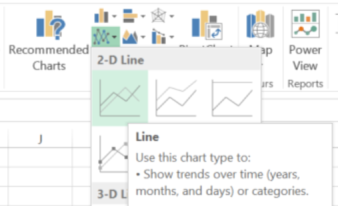 Recommended
Charts
Map
Power
View
Reports
2-D Line
J
Line
Use this chart type to:
• Show trends over time (years,
months, and days) or categories.
3-D L